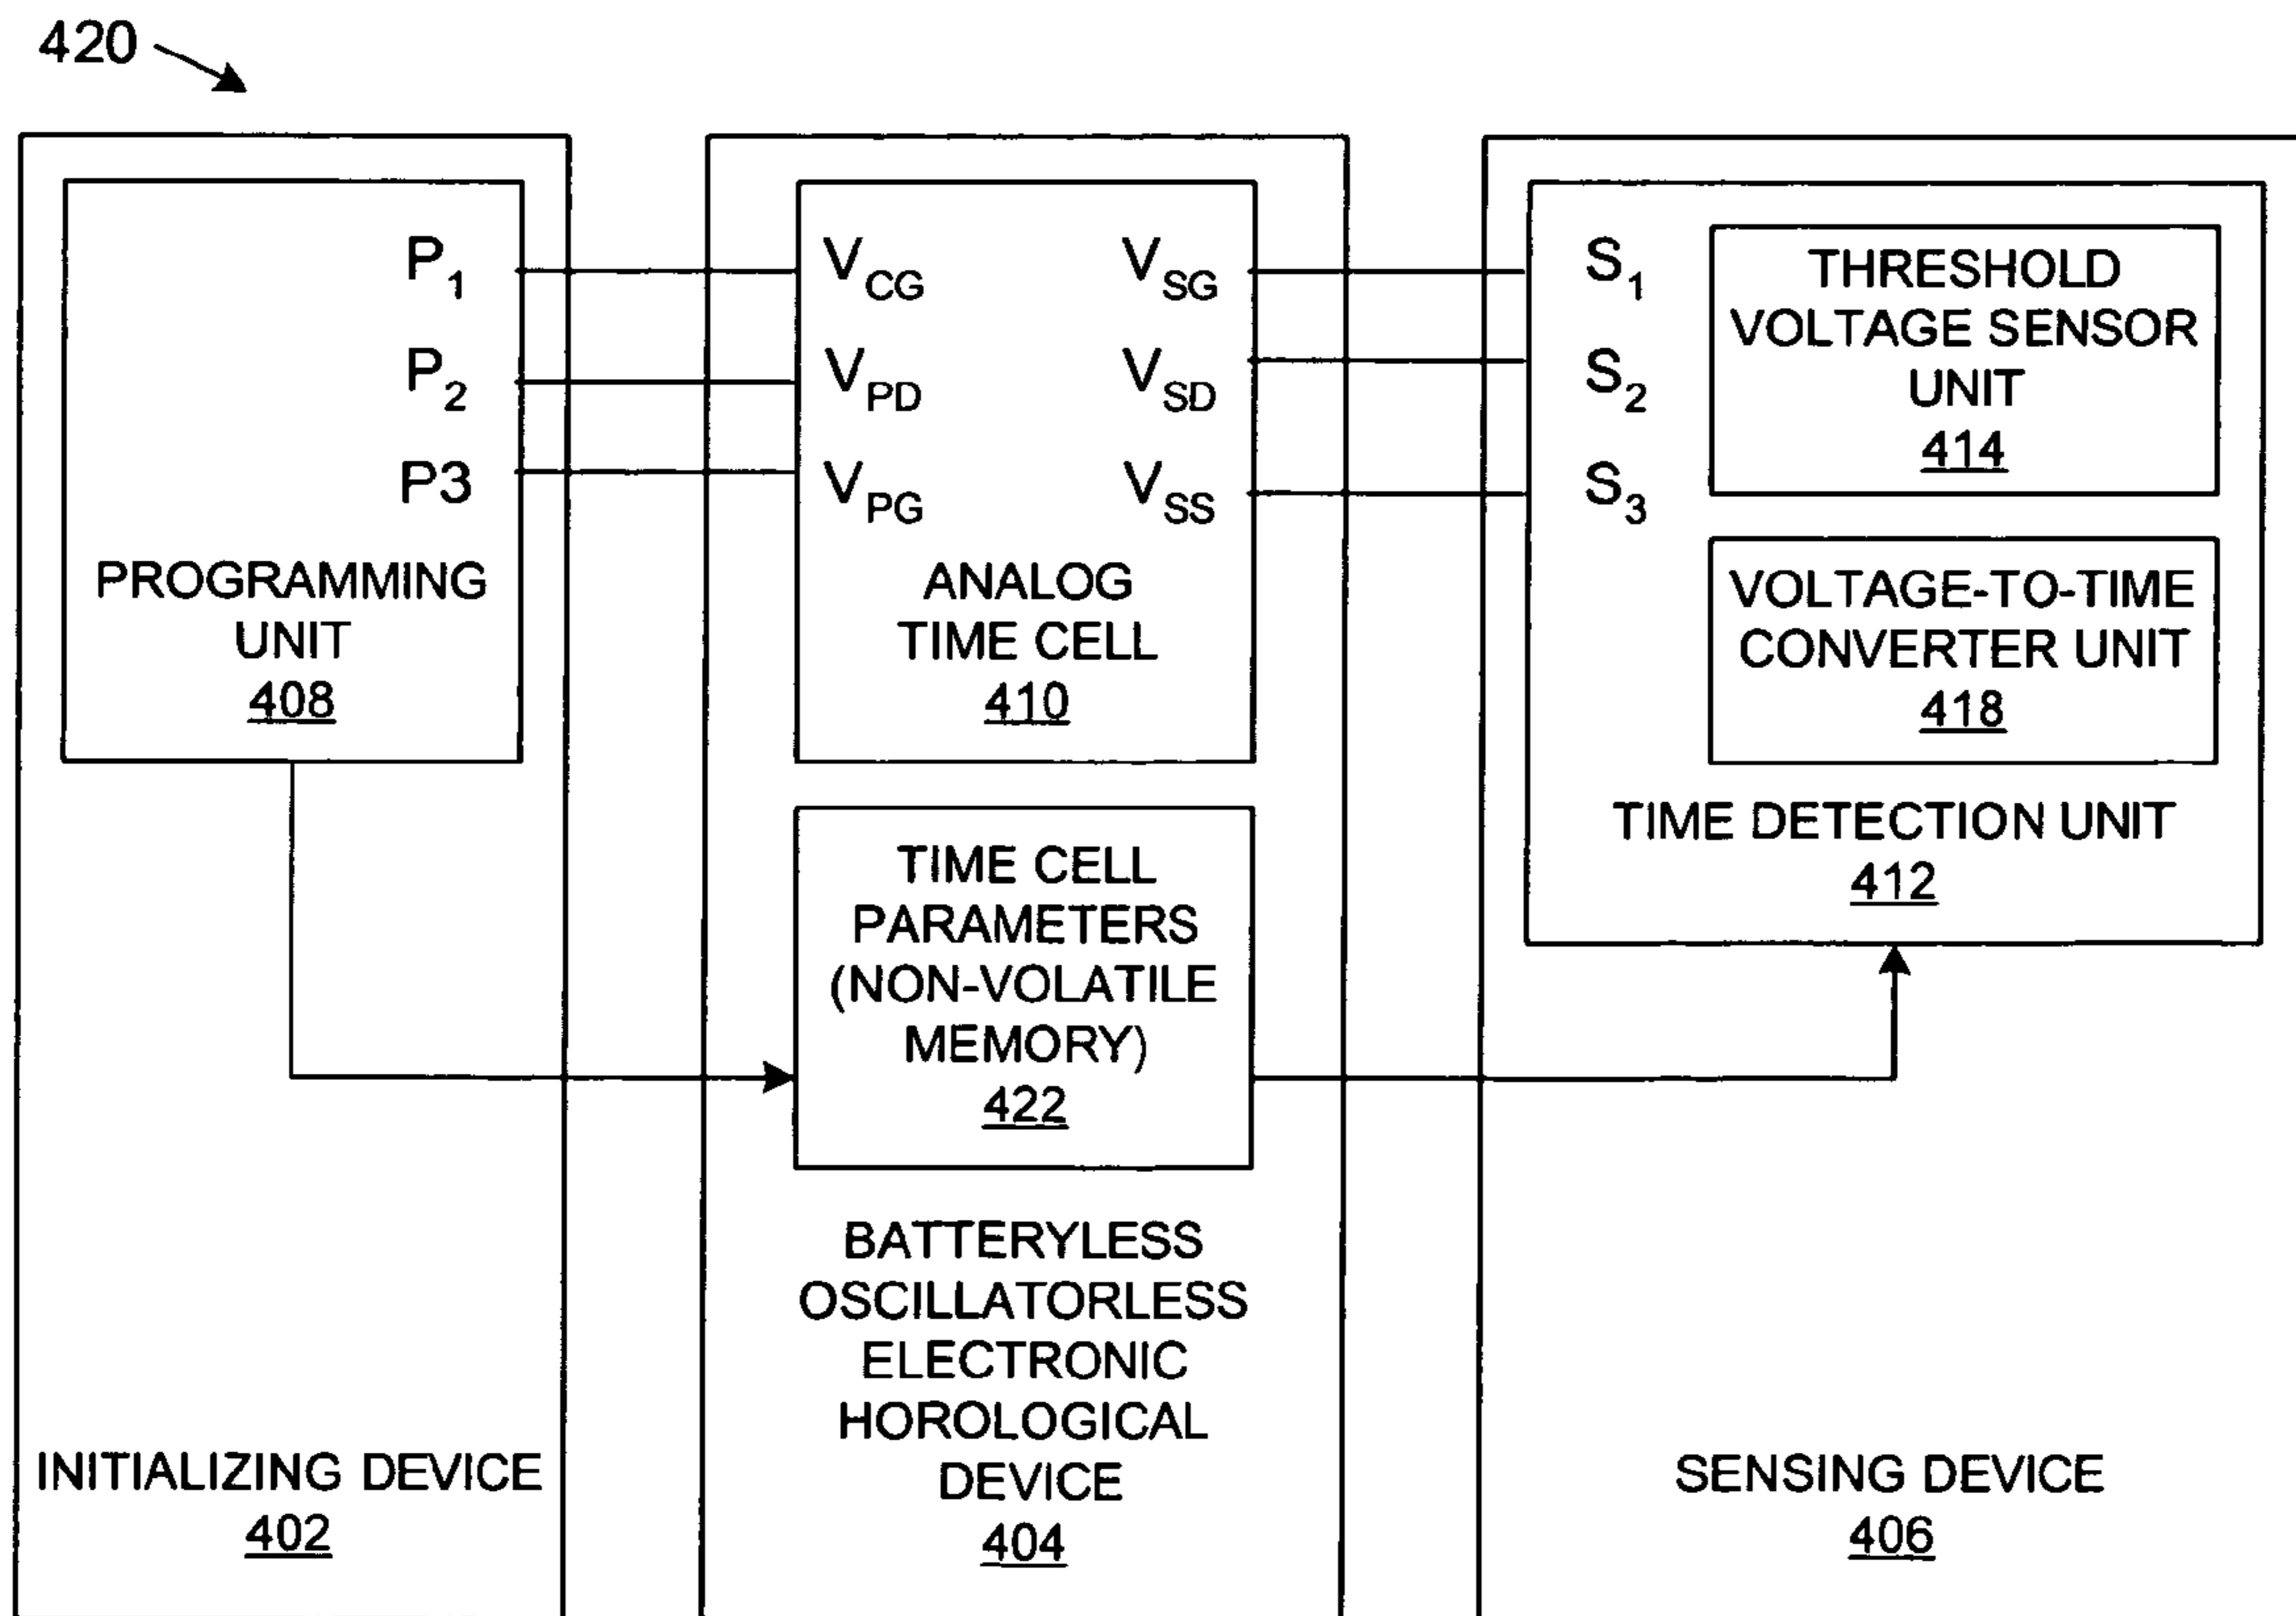 420
P1
P2
P3
PROGRAMMING
UNIT
408
VCG
VPD
VPG
VSG
VSD
VSS
ANALOG
TIME CELL
410
S1
S2
S3
THRESHOLD
VOLTAGE SENSOR
UNIT
414
VOLTAGE-TO-TIME
CONVERTER UNIT
418
TIME DETECTION UNIT
412
TIME CELL
PARAMETERS
(NON-VOLATILE
MEMORY)
422
INITIALIZING DEVICE
402
BATTERYLESS
OSCILLATORLESS
ELECTRONIC
HOROLOGICAL
DEVICE
404
SENSING DEVICE
406